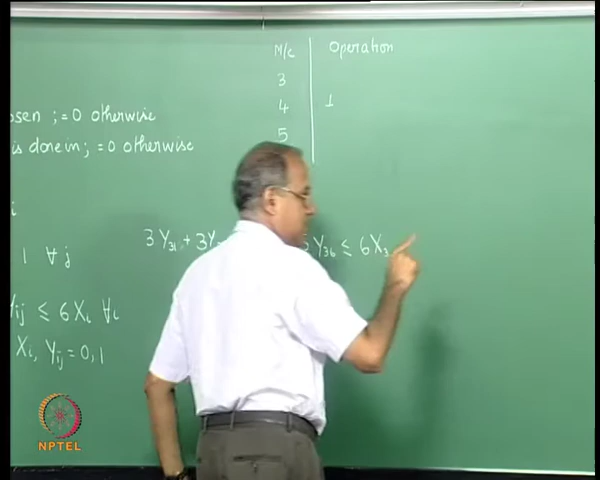 M/c Operation
3
4 1
5
osen ; = 0 otherwise
is done in ; = 0 otherwise
i
1 ∀ j
3 Y₃₁ + 3 Y Y₃₆ ≤ 6 X₃
Yij ≤ 6 Xᵢ ∀i
Xᵢ, Yij = 0, 1
NPTEL